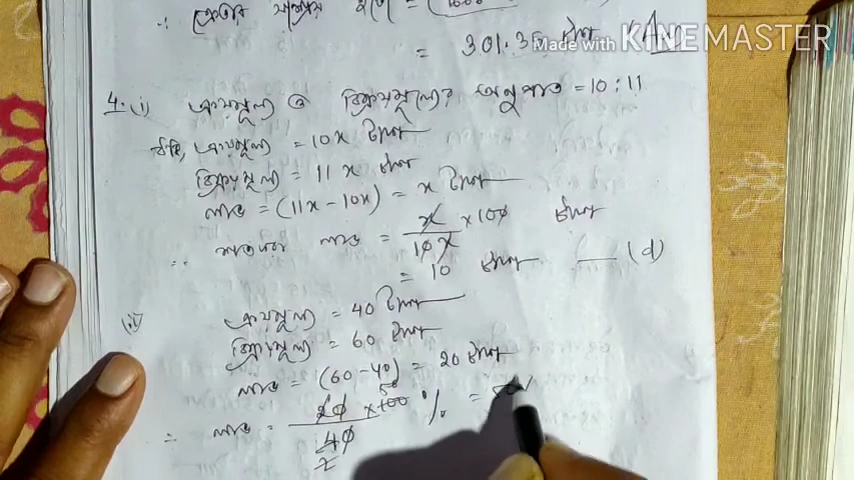 ∴ ক্রেতার
= 301.35 টাকা (Ans
Made with KINEMASTER
4. (i) ক্রয়মূল্য ও বিক্রয়মূল্যের অনুপাত = 10 : 11
ধরি, ক্রয়মূল্য = 10x টাকা
বিক্রয়মূল্য = 11x টাকা
লাভ = (11x - 10x) = x টাকা
∴ শতকরা লাভ = x/10x × 100 টাকা
= 10 টাকা — (d)
(ii) ক্রয়মূল্য = 40 টাকা
বিক্রয়মূল্য = 60 টাকা
লাভ = (60 - 40) = 20 টাকা
∴ লাভ = 20/40 × 100 % =